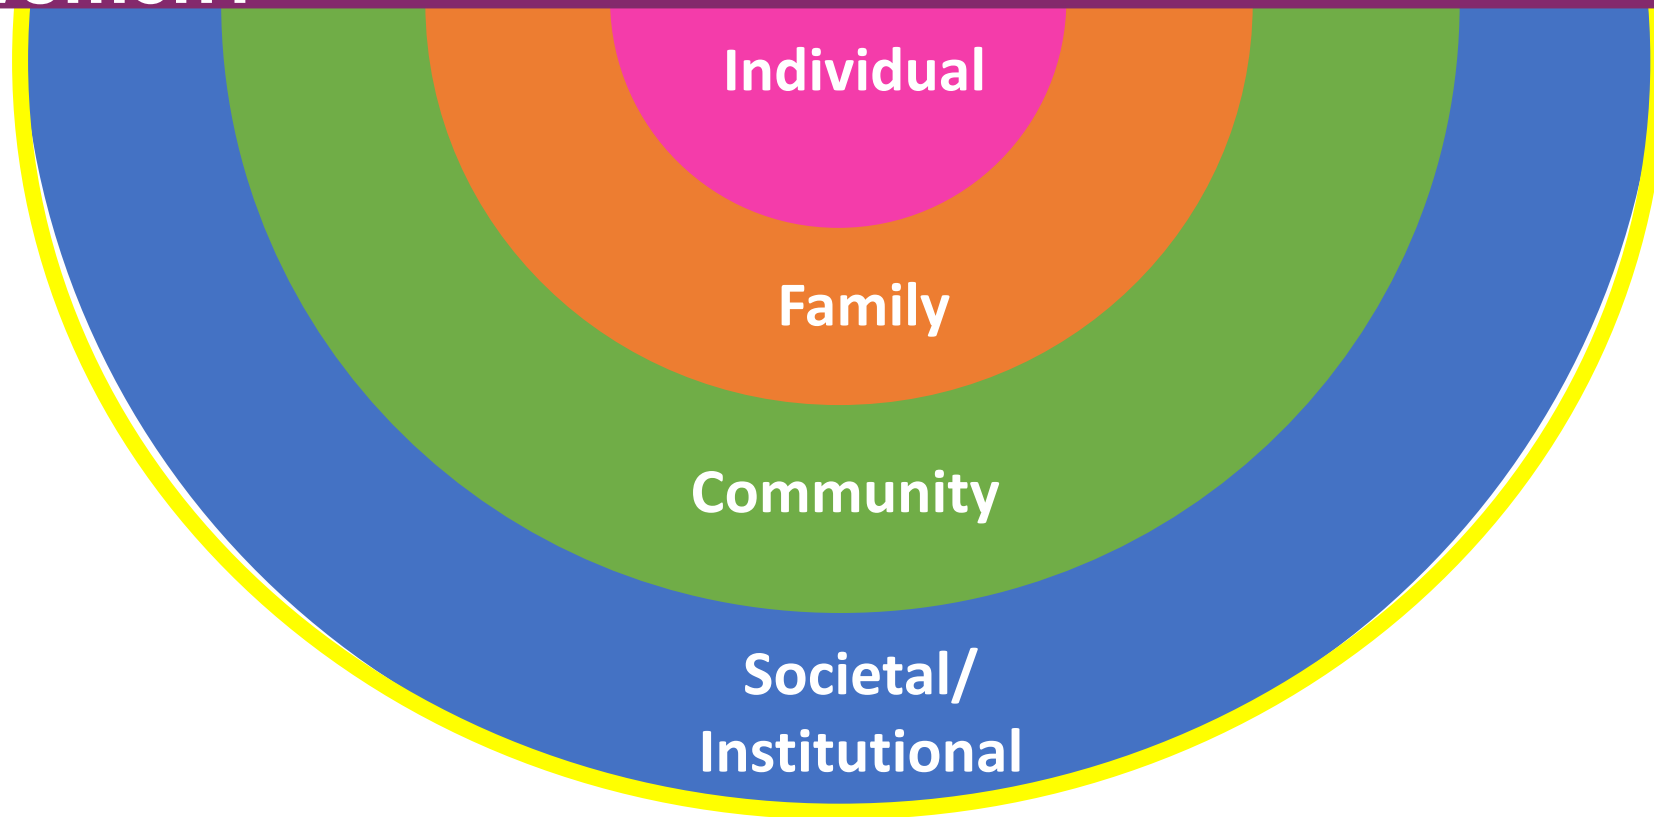 Individual
Family
Community
Societal/
Institutional